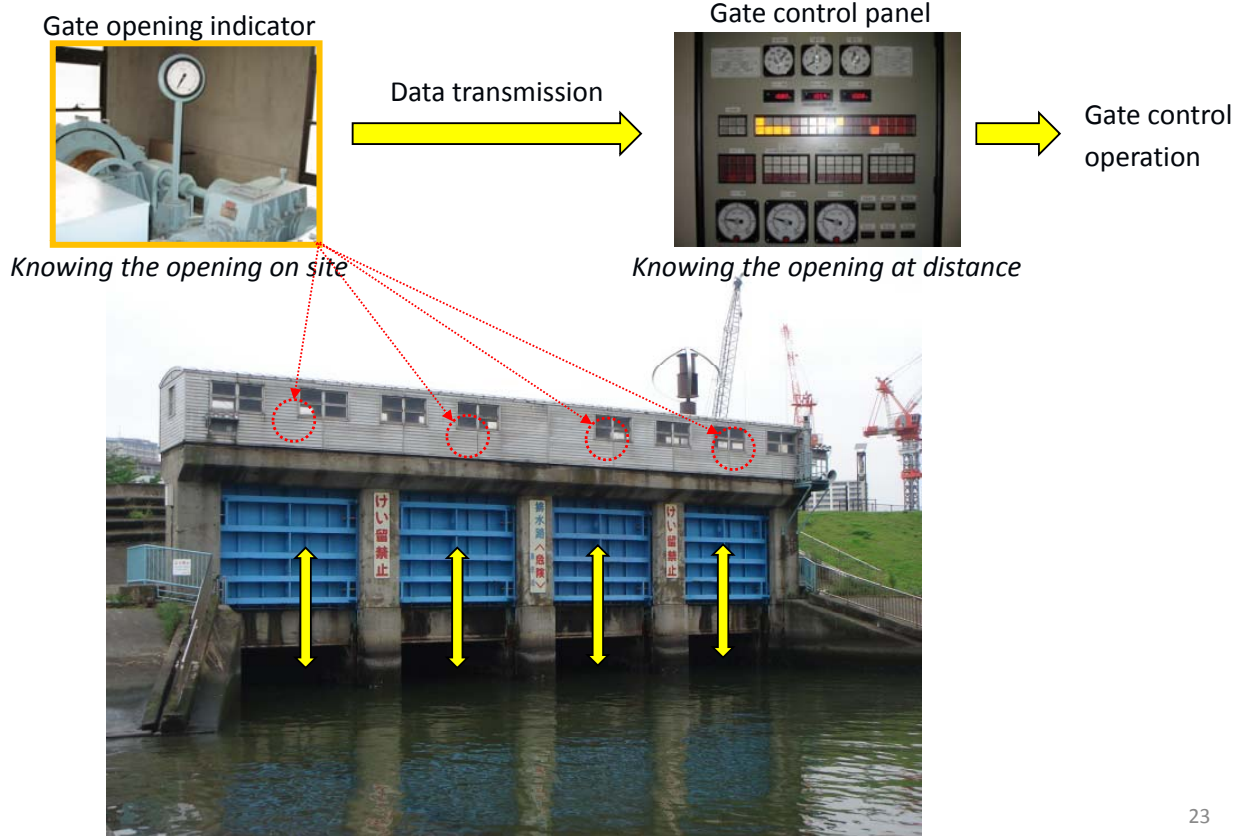 Gate opening indicator
Gate control panel
Data transmission
Gate control
operation
Knowing the opening on site
Knowing the opening at distance
けい留禁止
排水路〈危険〉
けい留禁止
23